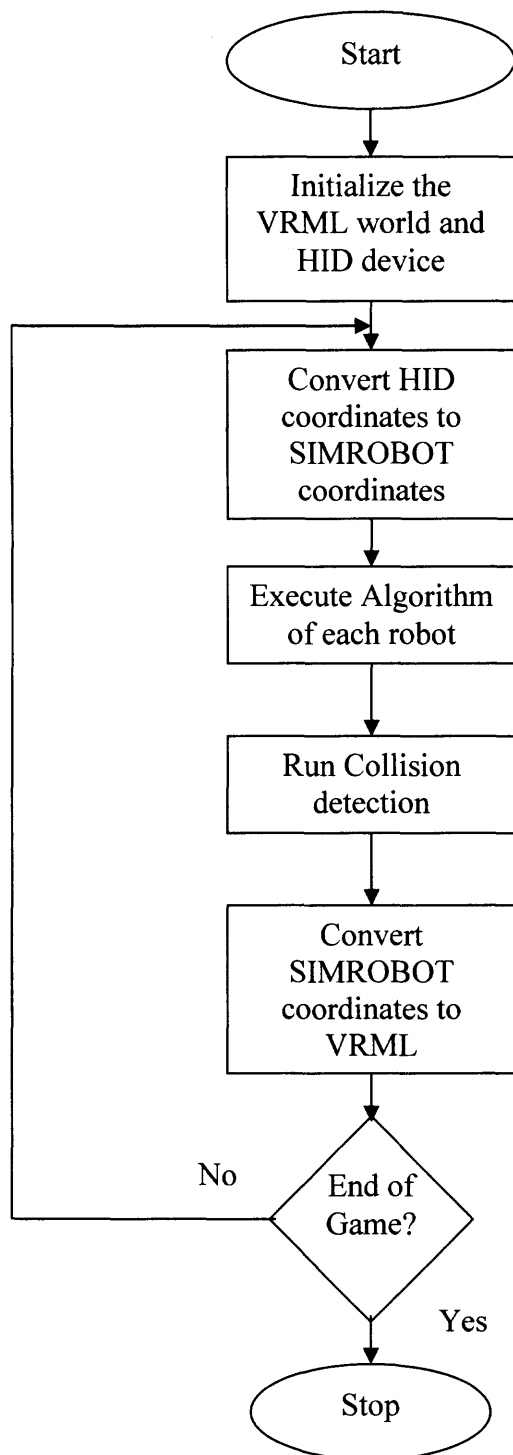 Start
Initialize the
VRML world and
HID device
Convert HID
coordinates to
SIMROBOT
coordinates
Execute Algorithm
of each robot
Run Collision
detection
Convert
SIMROBOT
coordinates to
VRML
No
End of
Game?
Yes
Stop